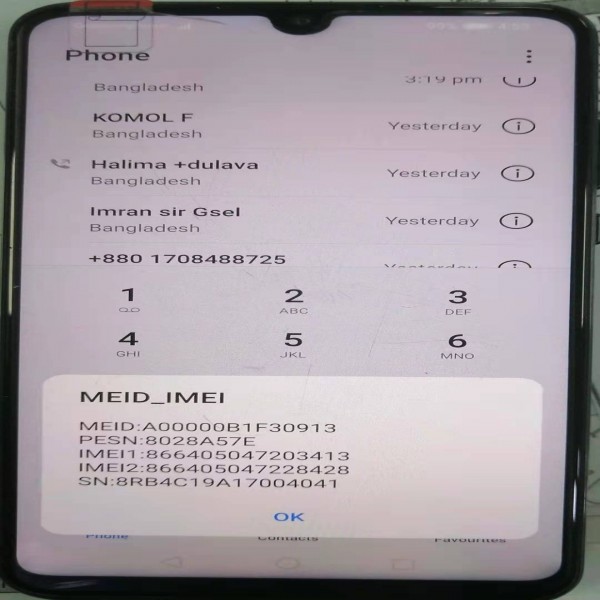 Phone
Bangladesh
3:19 pm
KOMOL F
Bangladesh
Yesterday
Halima +dulava
Bangladesh
Yesterday
Imran sir Gsel
Bangladesh
Yesterday
+880 1708488725
Yesterday
1
2
ABC
3
DEF
4
GHI
5
JKL
6
MNO
MEID_IMEI
MEID:A00000B1F30913
PESN:8028A57E
IMEI1:866405047203413
IMEI2:866405047228428
SN:8RB4C19A17004041
OK
Phone
Contacts
Favourites